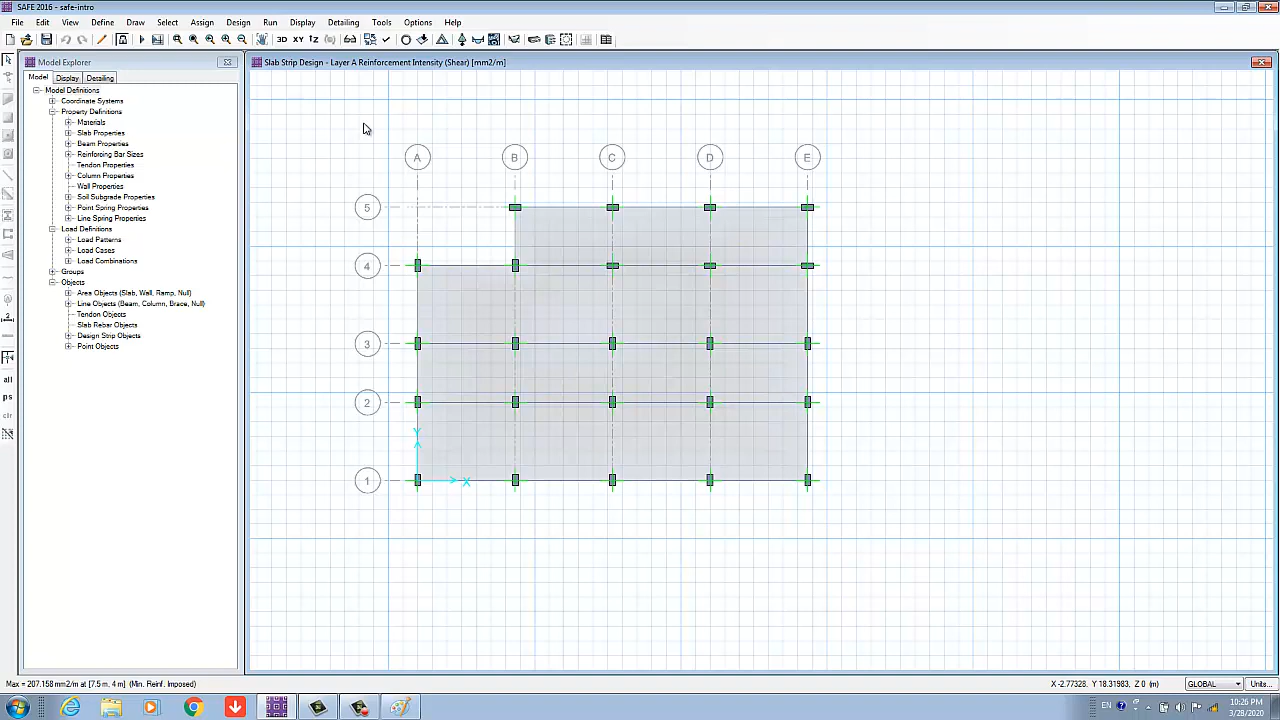 SAFE 2016 - safe-intro
File Edit View Define Draw Select Assign Design Run Display Detailing Tools Options Help
3D XY
Model Explorer
Slab Strip Design - Layer A Reinforcement Intensity (Shear) [mm2/m]
Model Display Detailing
Model Definitions
Coordinate Systems
Property Definitions
Materials
Slab Properties
Beam Properties
Reinforcing Bar Sizes
Tendon Properties
Column Properties
Wall Properties
Soil Subgrade Properties
Point Spring Properties
Line Spring Properties
Load Definitions
Load Patterns
Load Cases
Load Combinations
Groups
Objects
Area Objects (Slab, Wall, Ramp, Null)
Line Objects (Beam, Column, Brace, Null)
Tendon Objects
Slab Rebar Objects
Design Strip Objects
Point Objects
all
ps
clr
A B C D E
5
4
3
2
1
Y
X
Max = 207.158 mm2/m at [7.5 m, 4 m] (Min. Reinf. Imposed)
X -2.77328, Y 18.31983, Z 0 (m)
GLOBAL
Units...
EN
10:26 PM
3/28/2020